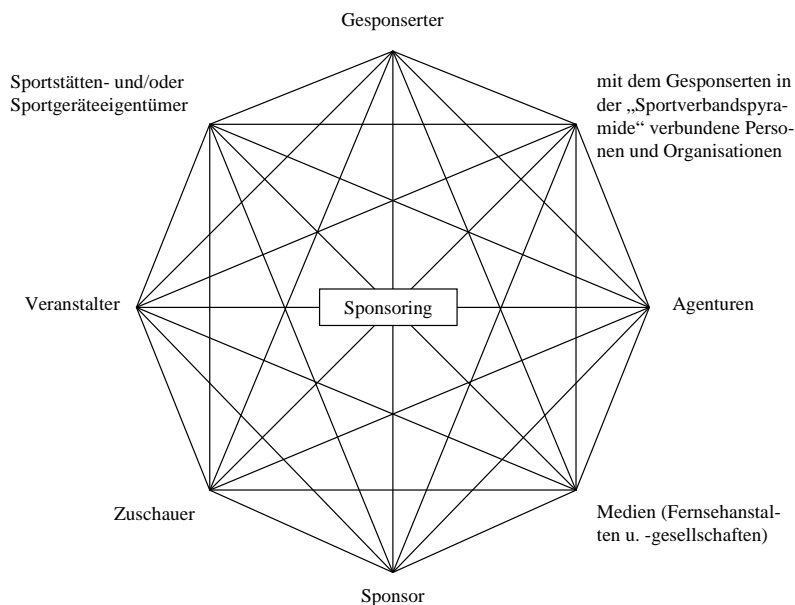 Gesponserter
Sportstätten- und/oder
Sportgeräteeigentümer
mit dem Gesponserten in
der „Sportverbandspyra-
mide“ verbundene Perso-
nen und Organisationen
Veranstalter
Sponsoring
Agenturen
Zuschauer
Medien (Fernsehanstal-
ten u. -gesellschaften)
Sponsor